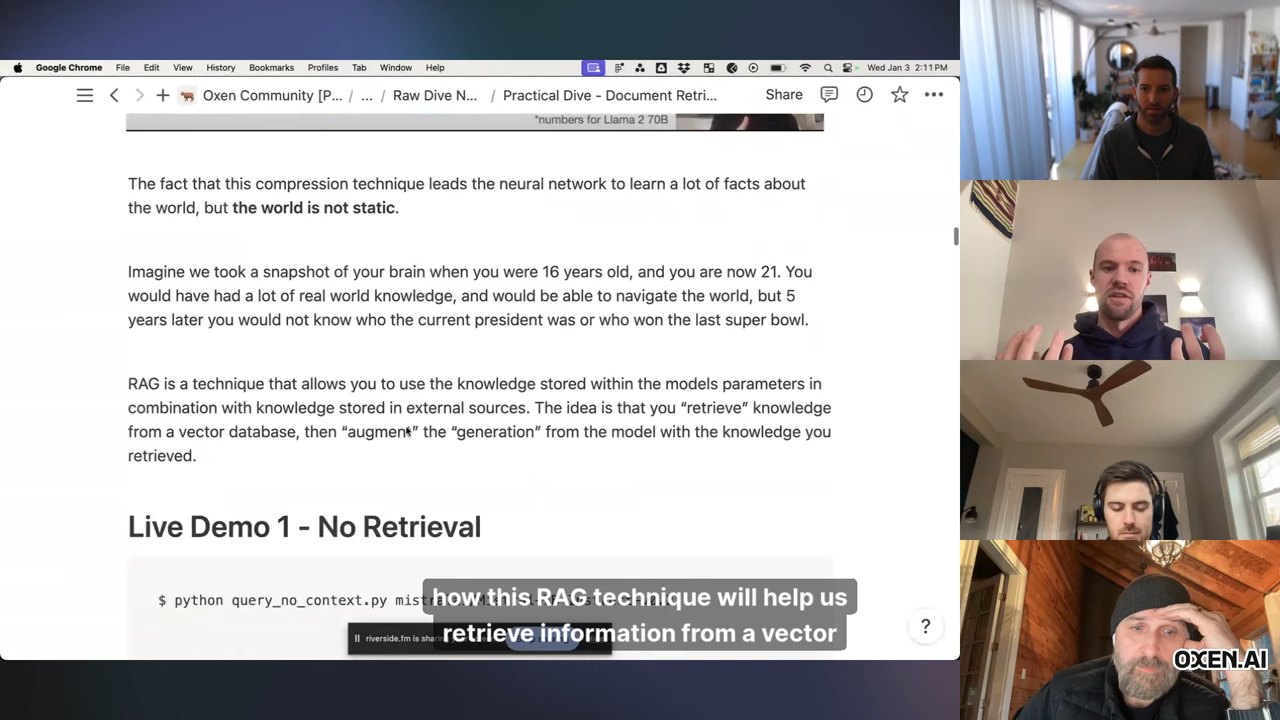 Google Chrome File Edit View History Bookmarks Profiles Tab Window Help Wed Jan 3 2:11 PM
Oxen Community [P... / ... / Raw Dive N... / Practical Dive - Document Retri... Share
*numbers for Llama 2 70B
The fact that this compression technique leads the neural network to learn a lot of facts about
the world, but the world is not static.
Imagine we took a snapshot of your brain when you were 16 years old, and you are now 21. You
would have had a lot of real world knowledge, and would be able to navigate the world, but 5
years later you would not know who the current president was or who won the last super bowl.
RAG is a technique that allows you to use the knowledge stored within the models parameters in
combination with knowledge stored in external sources. The idea is that you “retrieve” knowledge
from a vector database, then “augment” the “generation” from the model with the knowledge you
retrieved.
Live Demo 1 - No Retrieval
$ python query_no_context.py
how this RAG technique will help us
riverside.fm is
retrieve information from a vector
?
OXEN.AI